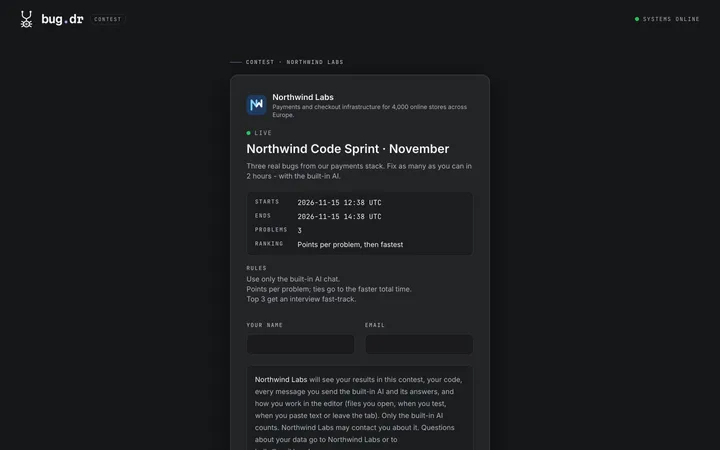 bug.dr CONTEST
SYSTEMS ONLINE
CONTEST · NORTHWIND LABS
NW
Northwind Labs
Payments and checkout infrastructure for 4,000 online stores across
Europe.
LIVE
Northwind Code Sprint · November
Three real bugs from our payments stack. Fix as many as you can in
2 hours - with the built-in AI.
STARTS 2026-11-15 12:38 UTC
ENDS 2026-11-15 14:38 UTC
PROBLEMS 3
RANKING Points per problem, then fastest
RULES
Use only the built-in AI chat.
Points per problem; ties go to the faster total time.
Top 3 get an interview fast-track.
YOUR NAME EMAIL
Northwind Labs will see your results in this contest, your code,
every message you send the built-in AI and its answers, and
how you work in the editor (files you open, when you test,
when you paste text or leave the tab). Only the built-in AI
counts. Northwind Labs may contact you about it. Questions
about your data go to Northwind Labs or to